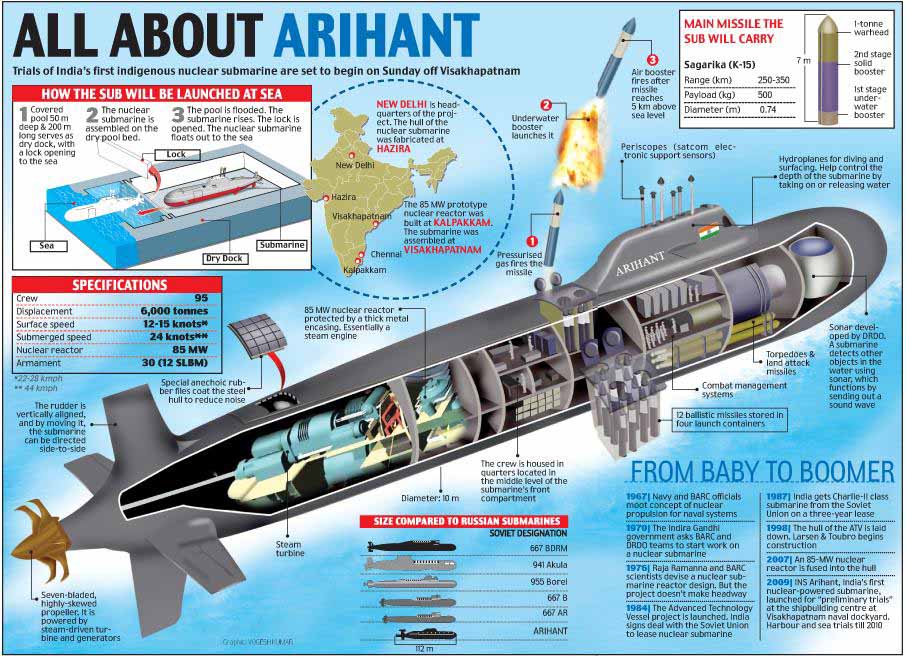 ALL ABOUT ARIHANT
Trials of India's first indigenous nuclear submarine are set to begin on Sunday off Visakhapatnam
HOW THE SUB WILL BE LAUNCHED AT SEA
1 Covered
pool 50 m
deep & 200 m
long serves as
dry dock, with
a lock opening
to the sea
2 The nuclear
submarine is
assembled on the
dry pool bed.
3 The pool is flooded. The
submarine rises. The lock is
opened. The nuclear submarine
floats out to the sea
Lock
Sea
Dry Dock
Submarine
NEW DELHI is head-
quarters of the proj-
ect. The hull of the
nuclear submarine
was fabricated at
HAZIRA
New Delhi
Hazira
Visakhapatnam
Chennai
Kalpakkam
The 85 MW prototype
nuclear reactor was
built at KALPAKKAM.
The submarine was
assembled at
VISAKHAPATNAM
3
Air booster
fires after
missile
reaches
5 km above
sea level
2
Underwater
booster
launches it
1
Pressurised
gas fires the
missile
MAIN MISSILE THE
SUB WILL CARRY
Sagarika (K-15)
Range (km) 250-350
Payload (kg) 500
Diameter (m) 0.74
7 m
1-tonne
warhead
2nd stage
solid
booster
1st stage
under-
water
booster
Periscopes (satcom elec-
tronic support sensors)
Hydroplanes for diving and
surfacing. Help control the
depth of the submarine by
taking on or releasing water
ARIHANT
SPECIFICATIONS
Crew 95
Displacement 6,000 tonnes
Surface speed 12-15 knots*
Submerged speed 24 knots**
Nuclear reactor 85 MW
Armament 30 (12 SLBM)
*22-28 kmph
** 44 kmph
85 MW nuclear reactor
protected by a thick metal
encasing. Essentially a
steam engine
Special anechoic rub-
ber files coat the steel
hull to reduce noise
The rudder is
vertically aligned,
and by moving it,
the submarine
can be directed
side-to-side
Sonar devel-
oped by DRDO.
A submarine
detects other
objects in the
water using
sonar, which
functions by
sending out a
sound wave
Torpedoes &
land attack
missiles
Combat management
systems
12 ballistic missiles stored in
four launch containers
The crew is housed in
quarters located in
the middle level of the
submarine's front
compartment
Diameter: 10 m
Steam
turbine
Seven-bladed,
highly-skewed
propeller. It is
powered by
steam-driven tur-
bine and generators
Graphic: YOGESH KUMAR
SIZE COMPARED TO RUSSIAN SUBMARINES
SOVIET DESIGNATION
667 BDRM
941 Akula
955 Borei
667 B
667 AR
ARIHANT
112 m
FROM BABY TO BOOMER
1967| Navy and BARC officials
moot concept of nuclear
propulsion for naval systems
1970| The Indira Gandhi
government asks BARC and
DRDO teams to start work on
a nuclear submarine
1976| Raja Ramanna and BARC
scientists devise a nuclear sub-
marine reactor design. But the
project doesn't make headway
1984| The Advanced Technology
Vessel project is launched. India
signs deal with the Soviet Union
to lease nuclear submarine
1987| India gets Charlie-II class
submarine from the Soviet
Union on a three-year lease
1998| The hull of the ATV is laid
down. Larsen & Toubro begins
construction
2007| An 85-MW nuclear
reactor is fused into the hull
2009| INS Arihant, India's first
nuclear-powered submarine,
launched for "preliminary trials"
at the shipbuilding centre at
Visakhapatnam naval dockyard.
Harbour and sea trials till 2010